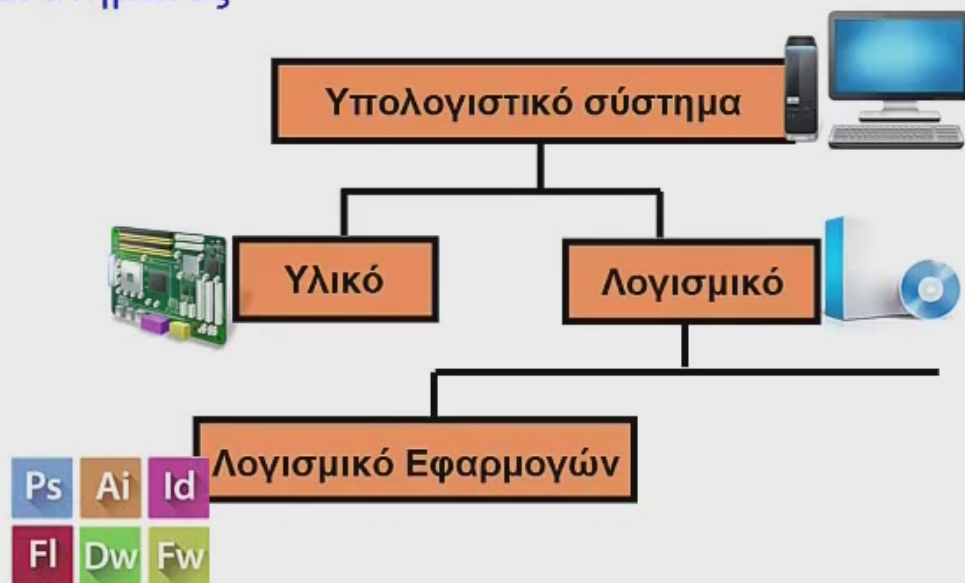 Υπολογιστικό σύστημα
Υλικό
Λογισμικό
Λογισμικό Εφαρμογών
Ps Ai Id
Fl Dw Fw